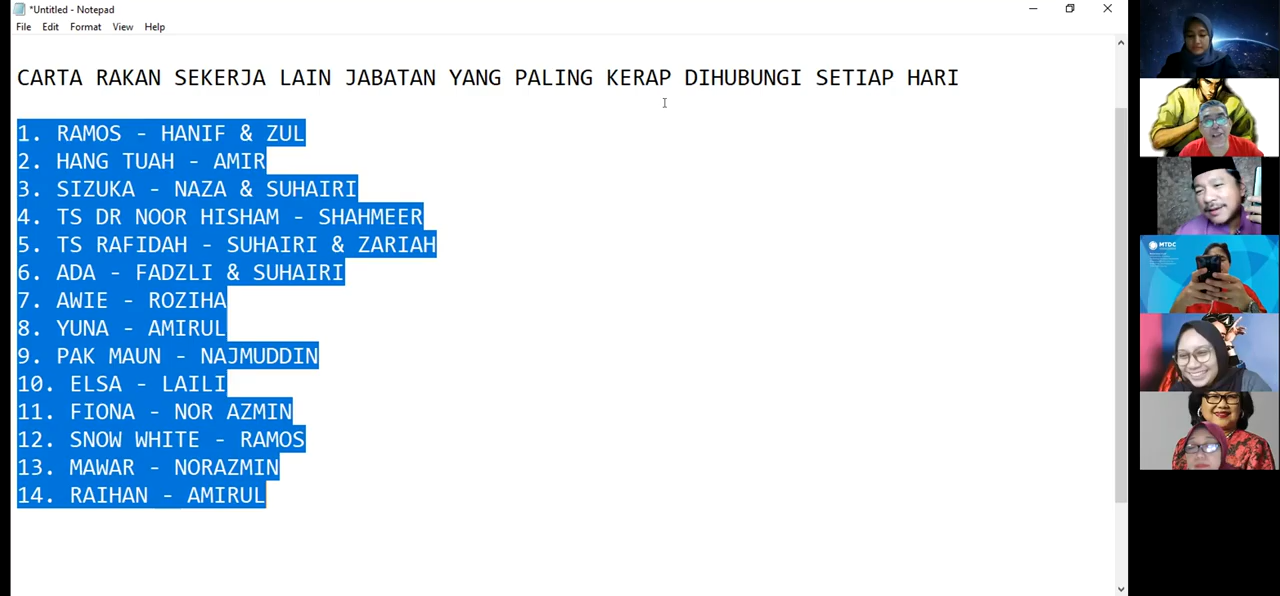 *Untitled - Notepad
File Edit Format View Help
CARTA RAKAN SEKERJA LAIN JABATAN YANG PALING KERAP DIHUBUNGI SETIAP HARI
1. RAMOS - HANIF & ZUL
2. HANG TUAH - AMIR
3. SIZUKA - NAZA & SUHAIRI
4. TS DR NOOR HISHAM - SHAHMEER
5. TS RAFIDAH - SUHAIRI & ZARIAH
6. ADA - FADZLI & SUHAIRI
7. AWIE - ROZIHA
8. YUNA - AMIRUL
9. PAK MAUN - NAJMUDDIN
10. ELSA - LAILI
11. FIONA - NOR AZMIN
12. SNOW WHITE - RAMOS
13. MAWAR - NORAZMIN
14. RAIHAN - AMIRUL
MTDC